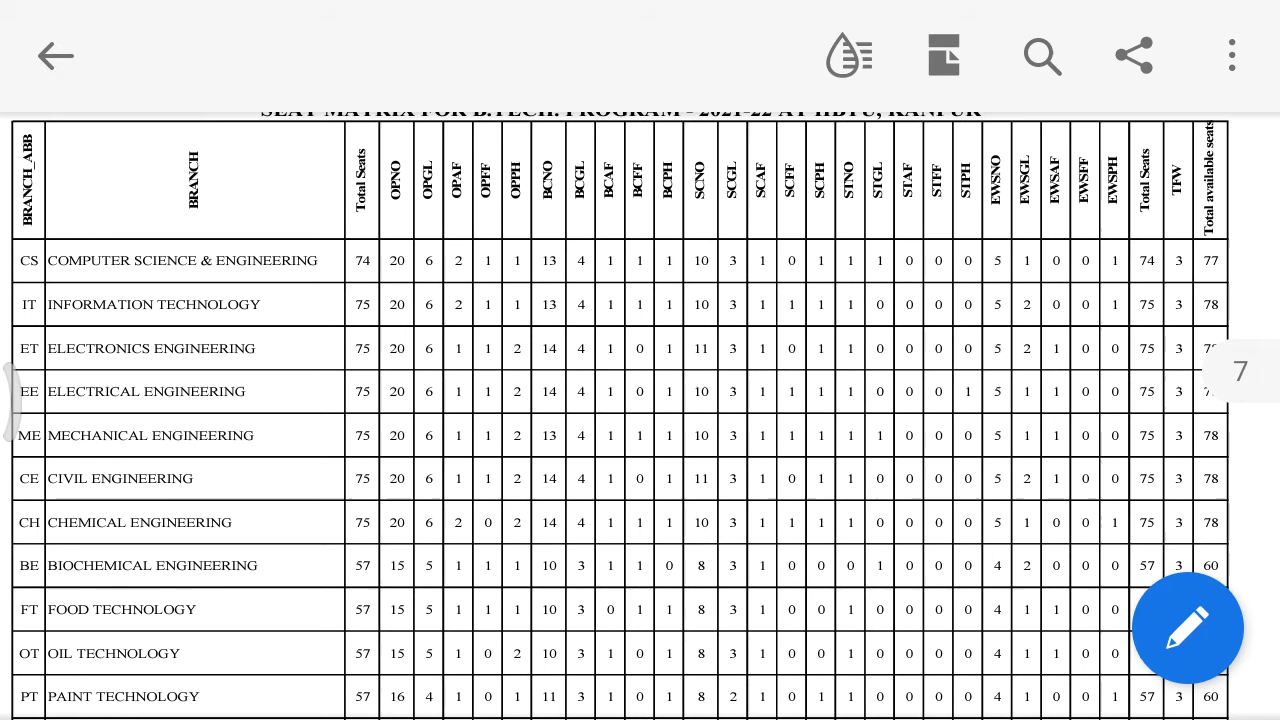 SEAT MATRIX FOR B.TECH. PROGRAM - 2021-22 AT HBTU, KANPUR
BRANCH_ABB BRANCH Total Seats OPNO OPGL OPAF OPFF OPPH BCNO BCGL BCAF BCFF BCPH SCNO SCGL SCAF SCFF SCPH STNO STGL STAF STFF STPH EWSNO EWSGL EWSAF EWSFF EWSPH Total Seats TFW Total available seats
CS COMPUTER SCIENCE & ENGINEERING 74 20 6 2 1 1 13 4 1 1 1 10 3 1 0 1 1 1 0 0 0 5 1 0 0 1 74 3 77
IT INFORMATION TECHNOLOGY 75 20 6 2 1 1 13 4 1 1 1 10 3 1 1 1 1 0 0 0 0 5 2 0 0 1 75 3 78
ET ELECTRONICS ENGINEERING 75 20 6 1 1 2 14 4 1 0 1 11 3 1 0 1 1 0 0 0 0 5 2 1 0 0 75 3
EE ELECTRICAL ENGINEERING 75 20 6 1 1 2 14 4 1 0 1 10 3 1 1 1 1 0 0 0 1 5 1 1 0 0 75 3
7
ME MECHANICAL ENGINEERING 75 20 6 1 1 2 13 4 1 1 1 10 3 1 1 1 1 1 0 0 0 5 1 1 0 0 75 3 78
CE CIVIL ENGINEERING 75 20 6 1 1 2 14 4 1 0 1 11 3 1 0 1 1 0 0 0 0 5 2 1 0 0 75 3 78
CH CHEMICAL ENGINEERING 75 20 6 2 0 2 14 4 1 1 1 10 3 1 1 1 1 0 0 0 0 5 1 0 0 1 75 3 78
BE BIOCHEMICAL ENGINEERING 57 15 5 1 1 1 10 3 1 1 0 8 3 1 0 0 0 1 0 0 0 4 2 0 0 0 57 3 60
FT FOOD TECHNOLOGY 57 15 5 1 1 1 10 3 0 1 1 8 3 1 0 0 1 0 0 0 0 4 1 1 0 0
OT OIL TECHNOLOGY 57 15 5 1 0 2 10 3 1 0 1 8 3 1 0 0 1 0 0 0 0 4 1 1 0 0
PT PAINT TECHNOLOGY 57 16 4 1 0 1 11 3 1 0 1 8 2 1 0 1 1 0 0 0 0 4 1 0 0 1 57 3 60